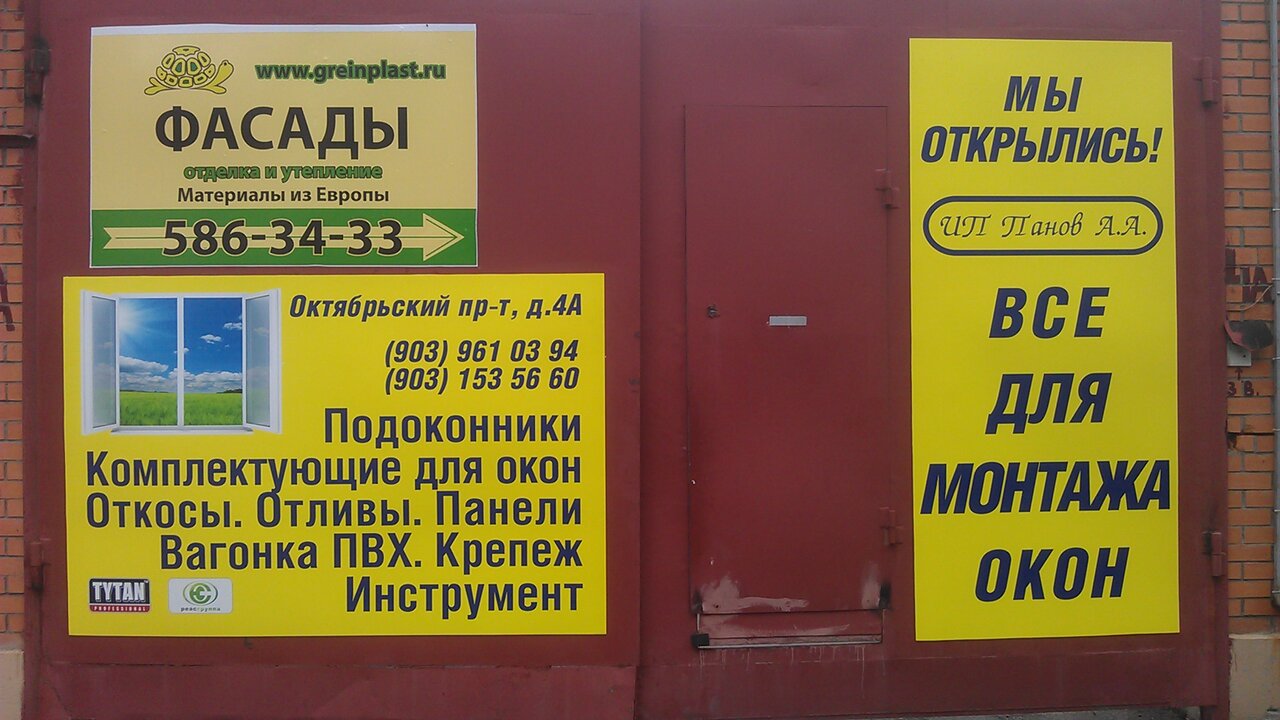 www.greinplast.ru
ФАСАДЫ
отделка и утепление
Материалы из Европы
586-34-33
Октябрьский пр-т, д.4А
(903) 961 03 94
(903) 153 56 60
Подоконники
Комплектующие для окон
Откосы. Отливы. Панели
Вагонка ПВХ. Крепеж
Инструмент
TYTAN
PROFESSIONAL
реасгруппа
МЫ
ОТКРЫЛИСЬ!
ИП Панов А.А.
ВСЕ
ДЛЯ
МОНТАЖА
ОКОН